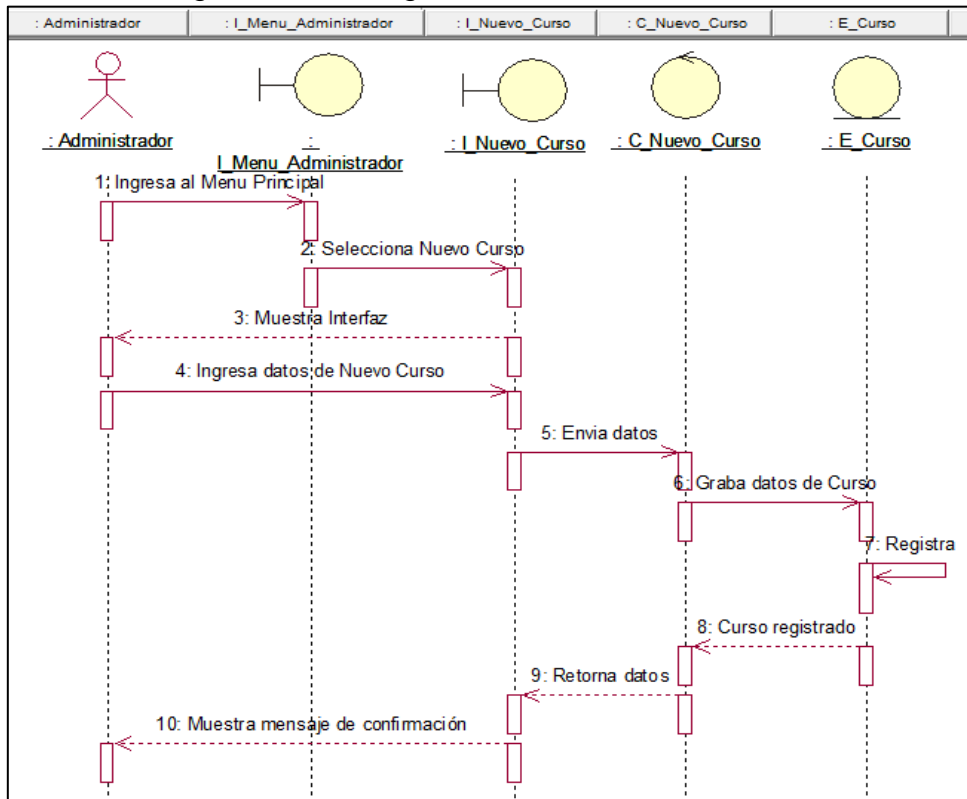 : Administrador
: I_Menu_Administrador
: I_Nuevo_Curso
: C_Nuevo_Curso
: E_Curso
: Administrador
:
I_Menu_Administrador
: I_Nuevo_Curso
: C_Nuevo_Curso
: E_Curso
1: Ingresa al Menu Principal
2: Selecciona Nuevo Curso
3: Muestra Interfaz
4: Ingresa datos de Nuevo Curso
5: Envia datos
6: Graba datos de Curso
7: Registra
8: Curso registrado
9: Retorna datos
10: Muestra mensaje de confirmación